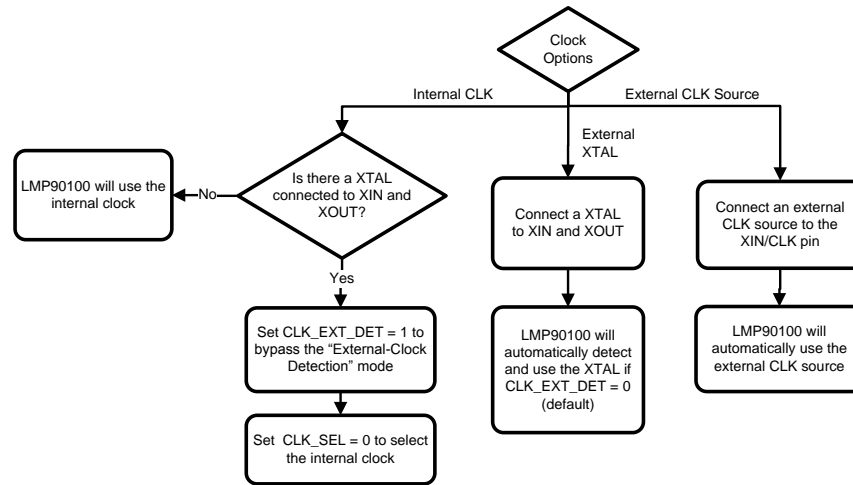 Clock
Options
Internal CLK
External CLK Source
External
XTAL
LMP90100 will use the
internal clock
No
Is there a XTAL
connected to XIN and
XOUT?
Connect a XTAL
to XIN and XOUT
Connect an external
CLK source to the
XIN/CLK pin
Yes
Set CLK_EXT_DET = 1 to
bypass the “External-Clock
Detection” mode
LMP90100 will
automatically detect
and use the XTAL if
CLK_EXT_DET = 0
(default)
LMP90100 will
automatically use the
external CLK source
Set CLK_SEL = 0 to select
the internal clock